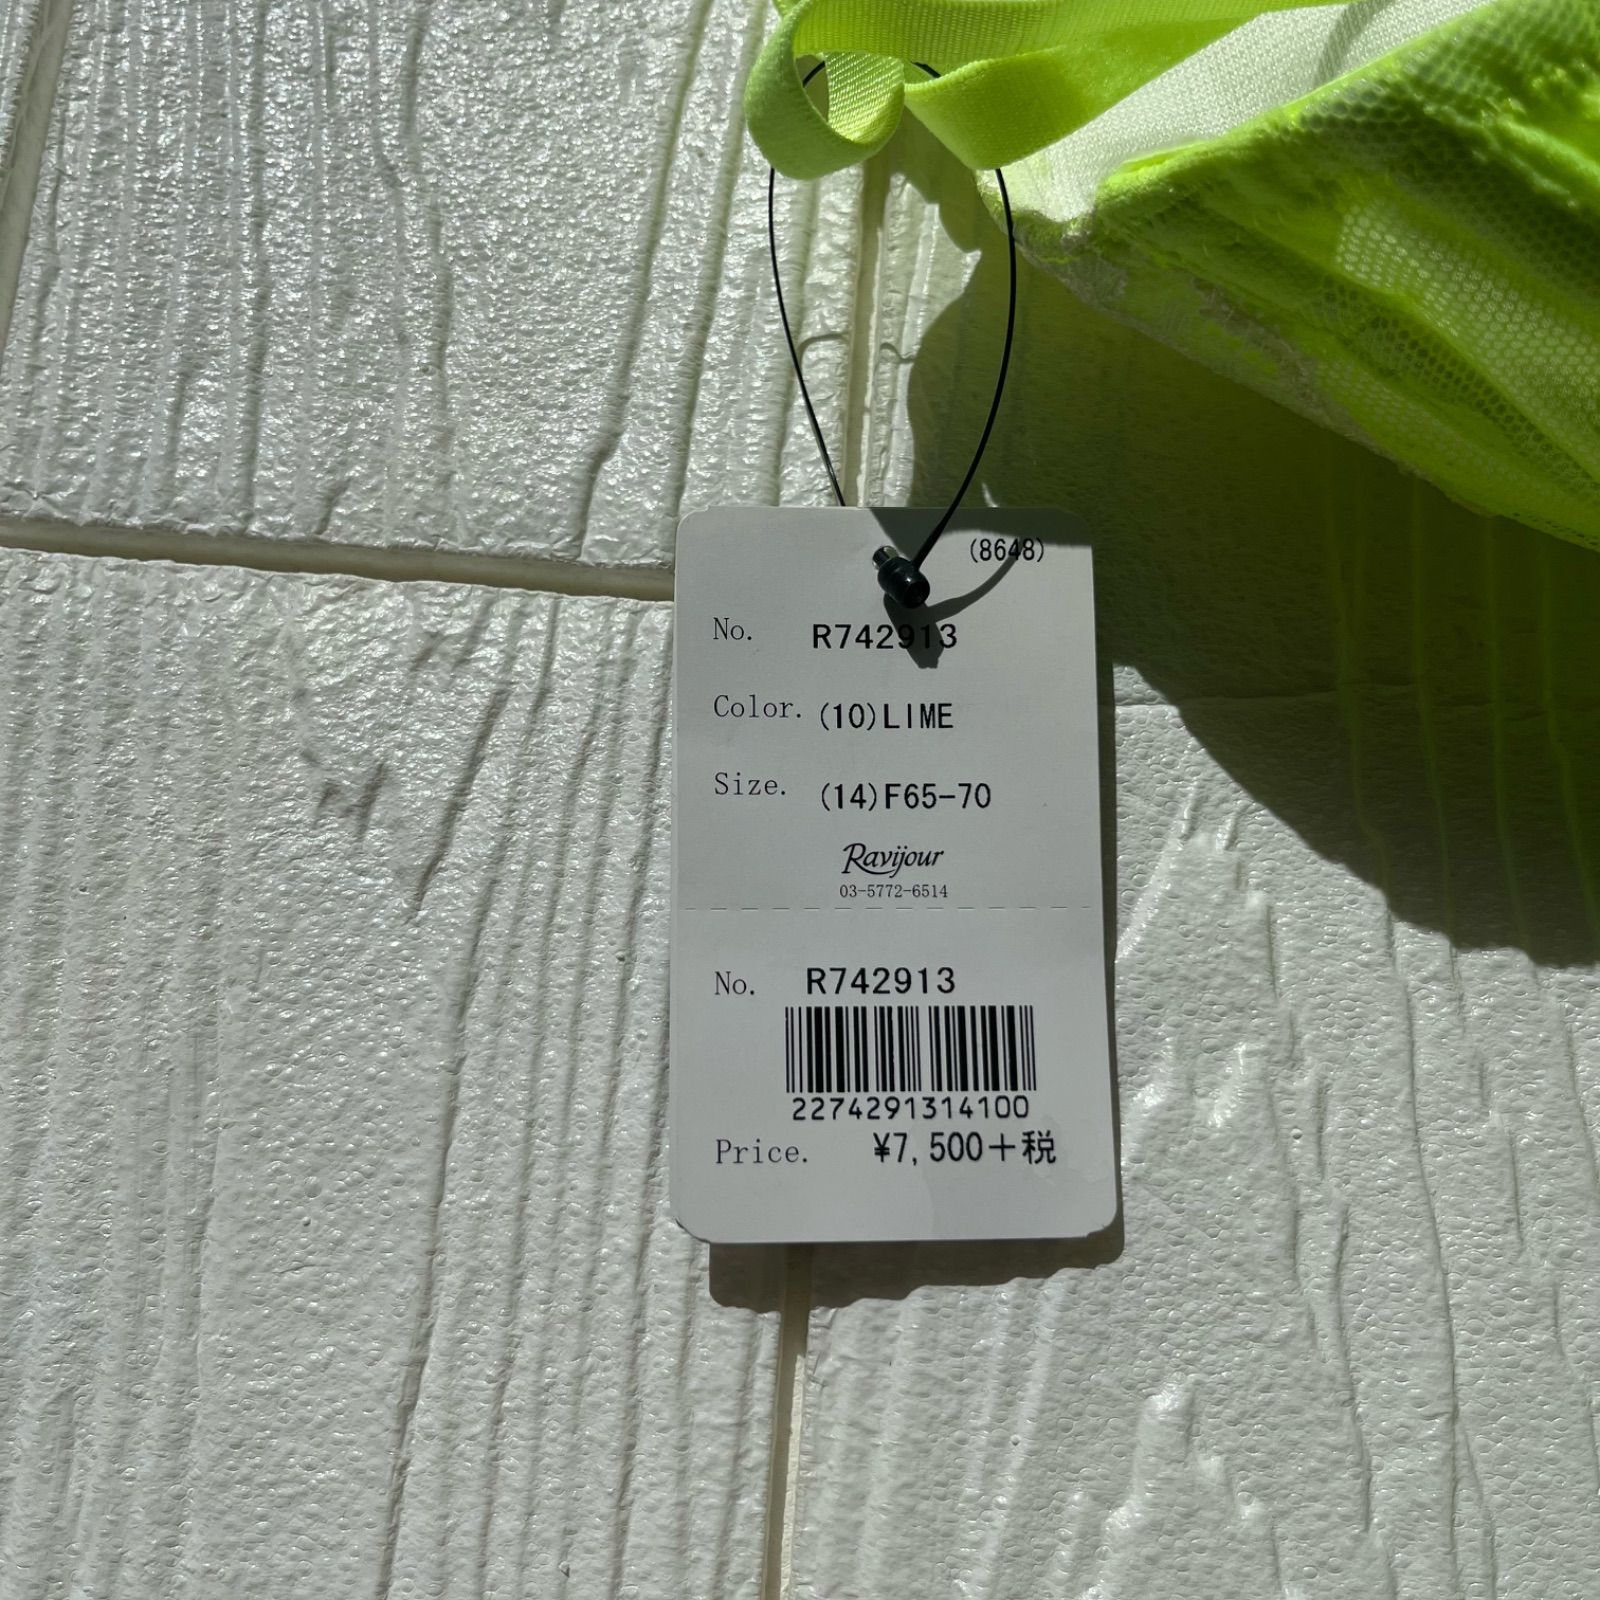 (8648)
No. R742913
Color. (10)LIME
Size. (14)F65-70
Ravijour
03-5772-6514
No. R742913
2274291314100
Price. ¥7,500+税